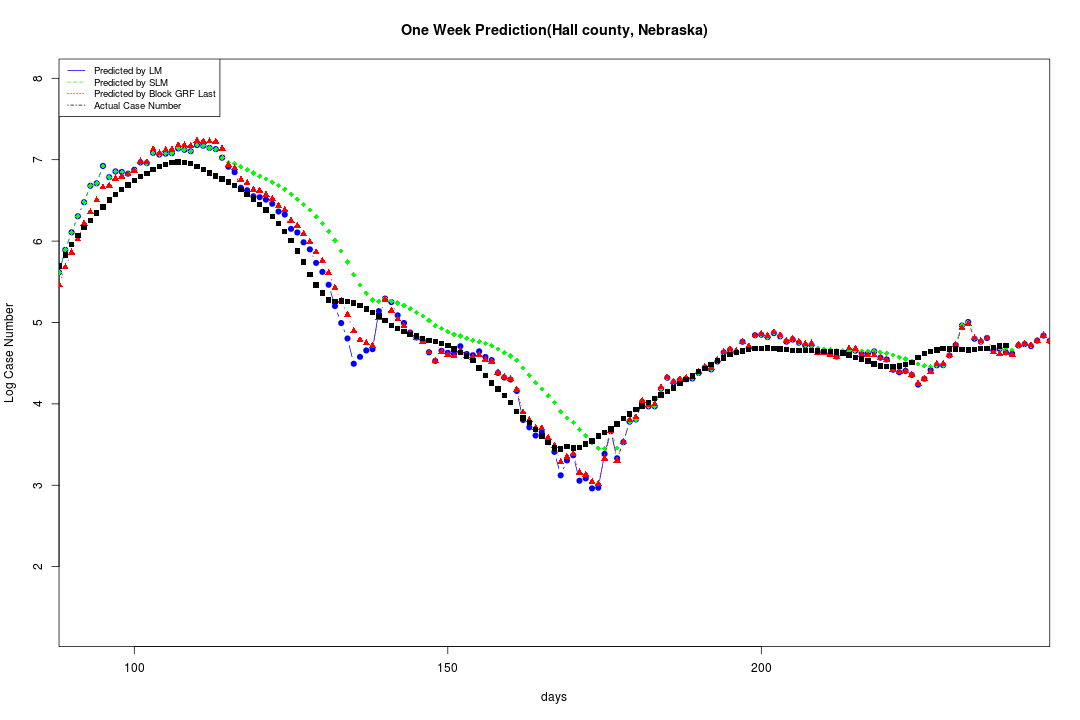 One Week Prediction(Hall county, Nebraska)
Predicted by LM
Predicted by SLM
Predicted by Block GRF Last
Actual Case Number
8
7
6
5
4
3
2
Log Case Number
100
150
200
days